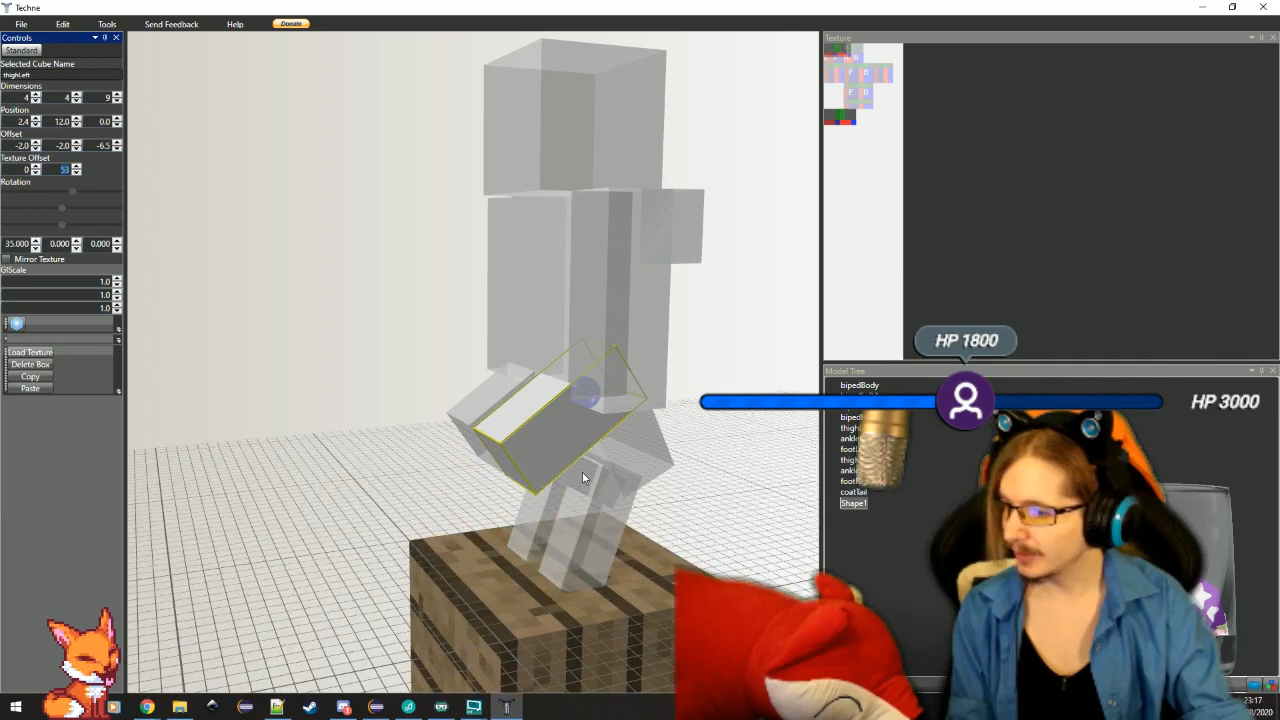 Techne
File Edit Tools Send Feedback Help Donate
Controls
Standard
Selected Cube Name
thighLeft
Dimensions
4 4 9
Position
2.4 12.0 0.0
Offset
-2.0 -2.0 -6.5
Texture Offset
0 53
Rotation
35.000 0.000 0.000
Mirror Texture
GlScale
1.0
1.0
1.0
Load Texture
Delete Box
Copy
Paste
Texture
F B
F B
HP 1800
HP 3000
Model Tree
bipedBody
coatTail
Shape1
23:17